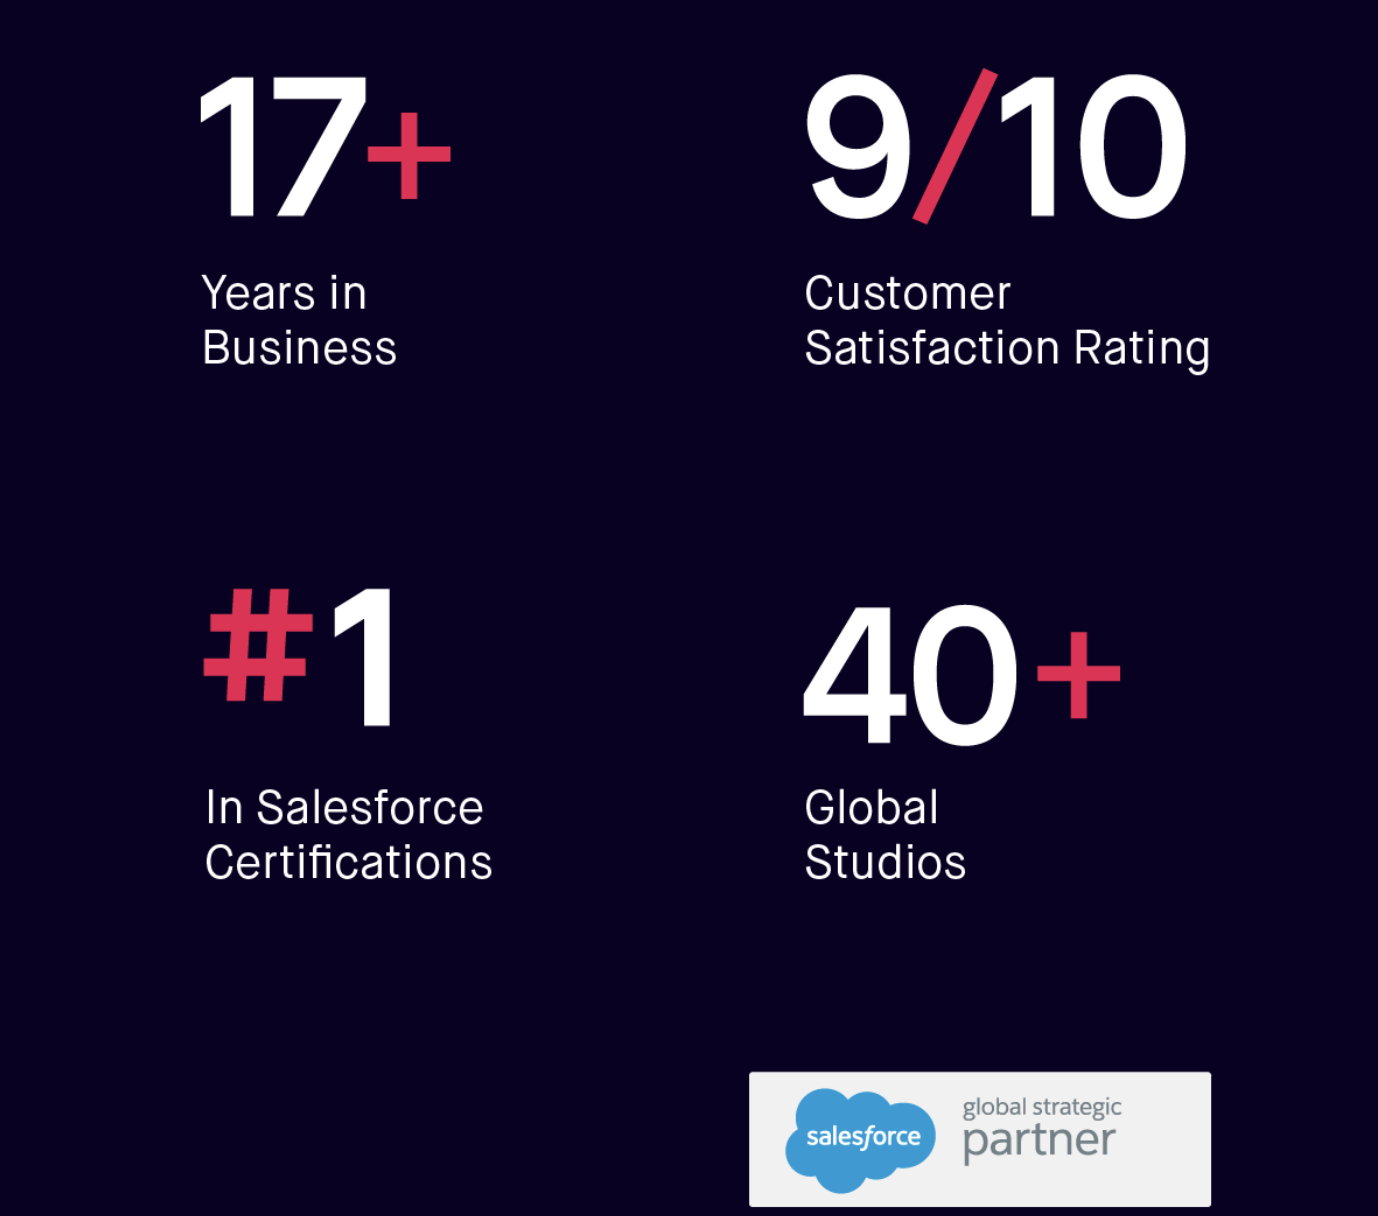 17+
Years in
Business
9/10
Customer
Satisfaction Rating
#1
In Salesforce
Certifications
40+
Global
Studios
salesforce
global strategic
partner